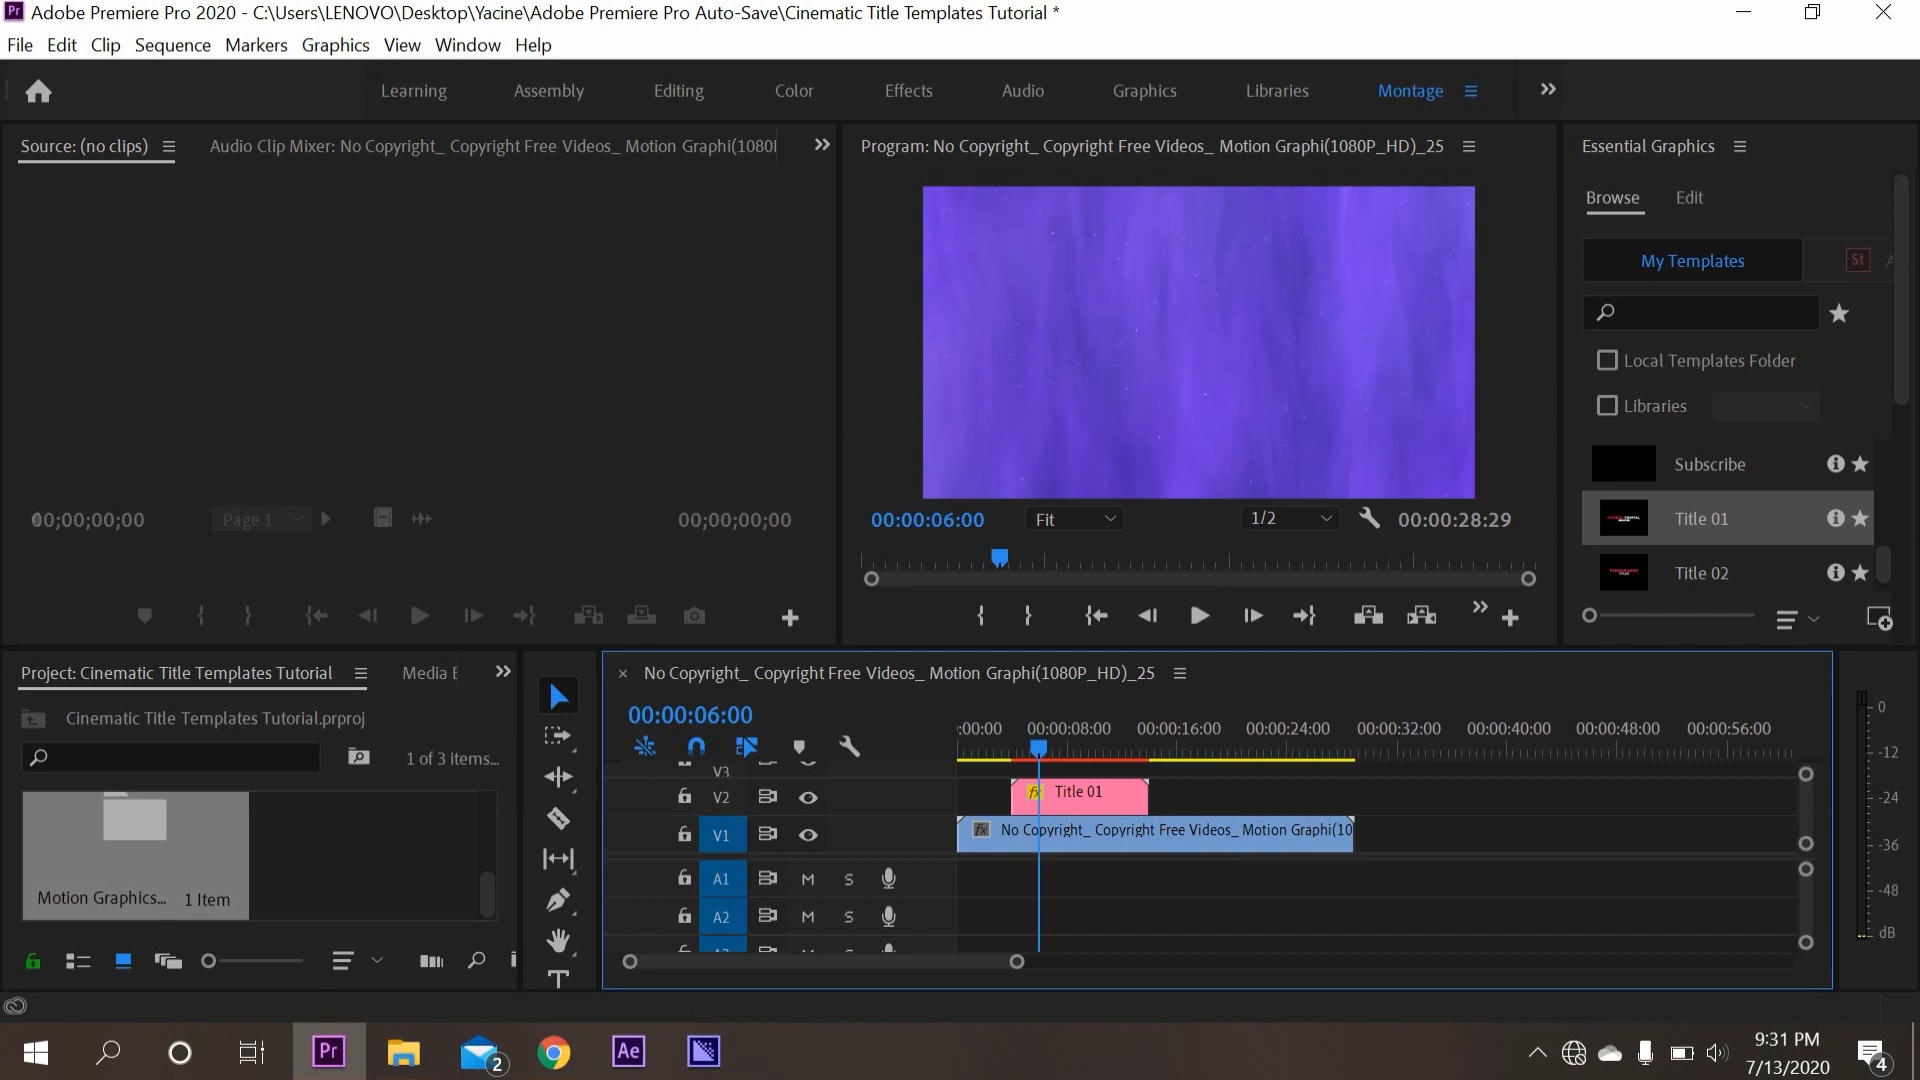 Pr Adobe Premiere Pro 2020 - C:\Users\LENOVO\Desktop\Yacine\Adobe Premiere Pro Auto-Save\Cinematic Title Templates Tutorial *
File Edit Clip Sequence Markers Graphics View Window Help
Learning Assembly Editing Color Effects Audio Graphics Libraries Montage
Source: (no clips) Audio Clip Mixer: No Copyright_ Copyright Free Videos_ Motion Graphi(1080
Program: No Copyright_ Copyright Free Videos_ Motion Graphi(1080P_HD)_25
Essential Graphics
Browse Edit
My Templates St
Local Templates Folder
Libraries
Subscribe
Title 01
Title 02
00;00;00;00 Page 1 00;00;00;00
00:00:06:00 Fit 1/2 00:00:28:29
Project: Cinematic Title Templates Tutorial Media
Cinematic Title Templates Tutorial.prproj
1 of 3 items...
Motion Graphics... 1 Item
No Copyright_ Copyright Free Videos_ Motion Graphi(1080P_HD)_25
00:00:06:00
:00:00 00:00:08:00 00:00:16:00 00:00:24:00 00:00:32:00 00:00:40:00 00:00:48:00 00:00:56:00
V3
V2 fx Title 01
V1 fx No Copyright_ Copyright Free Videos_ Motion Graphi(10
A1 M S
A2 M S
T
0
-12
-24
-36
-48
dB
Pr 2 Ae
9:31 PM
7/13/2020
4